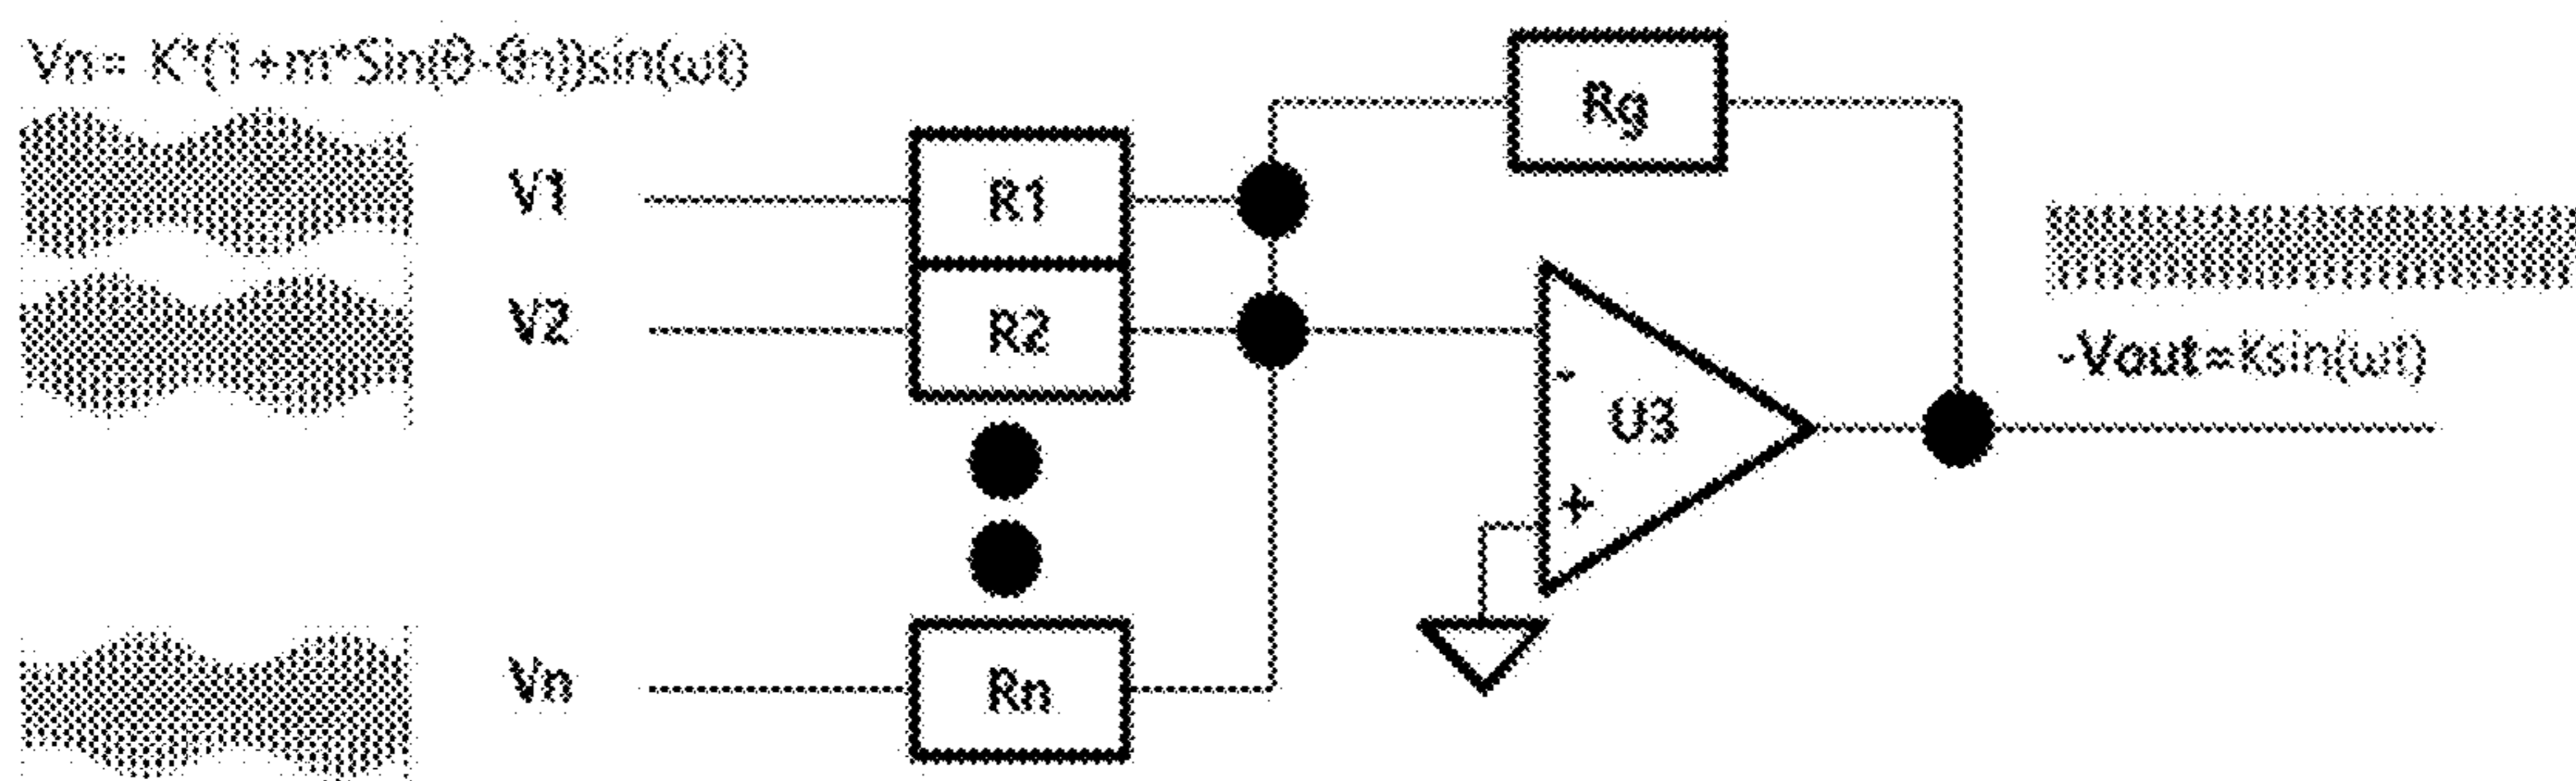 Vn= K*(1+m*Sin(θ-θn))sin(ωt)
Rg
V1
R1
V2
R2
-
U3
+
-Vout=Ksin(ωt)
Vn
Rn